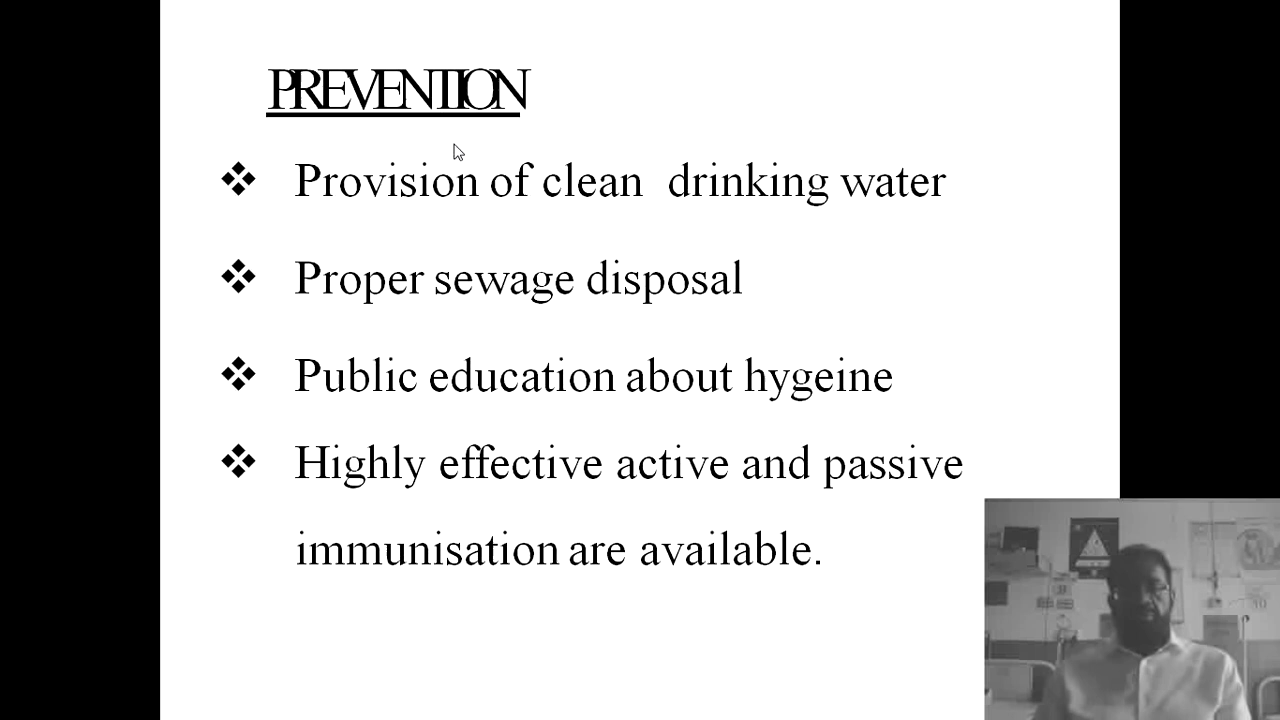 PREVENTION
❖ Provision of clean drinking water
❖ Proper sewage disposal
❖ Public education about hygeine
❖ Highly effective active and passive
immunisation are available.